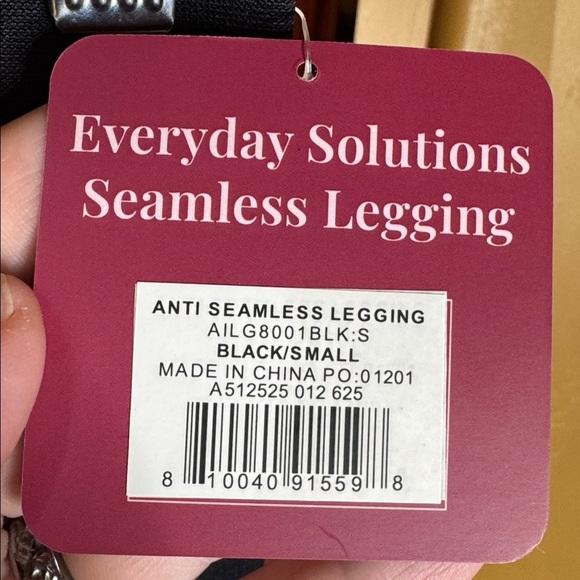 Everyday Solutions
Seamless Legging
ANTI SEAMLESS LEGGING
AILG8001BLK:S
BLACK/SMALL
MADE IN CHINA PO:01201
A512525 012 625
8 10040 91559 8